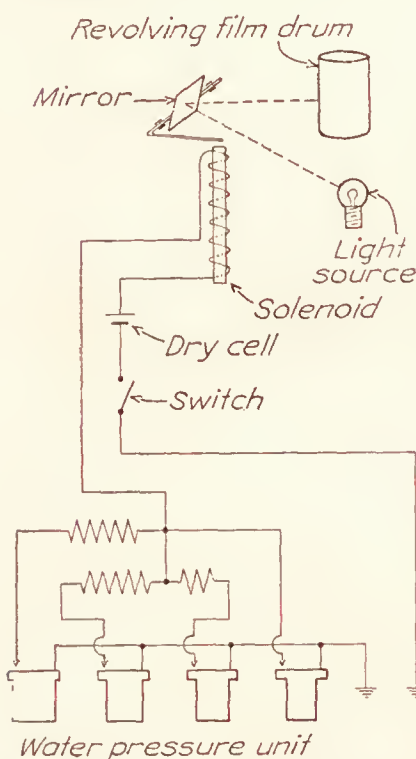 Revolving film drum
Mirror
Light
source
Solenoid
Dry cell
Switch
Water pressure unit